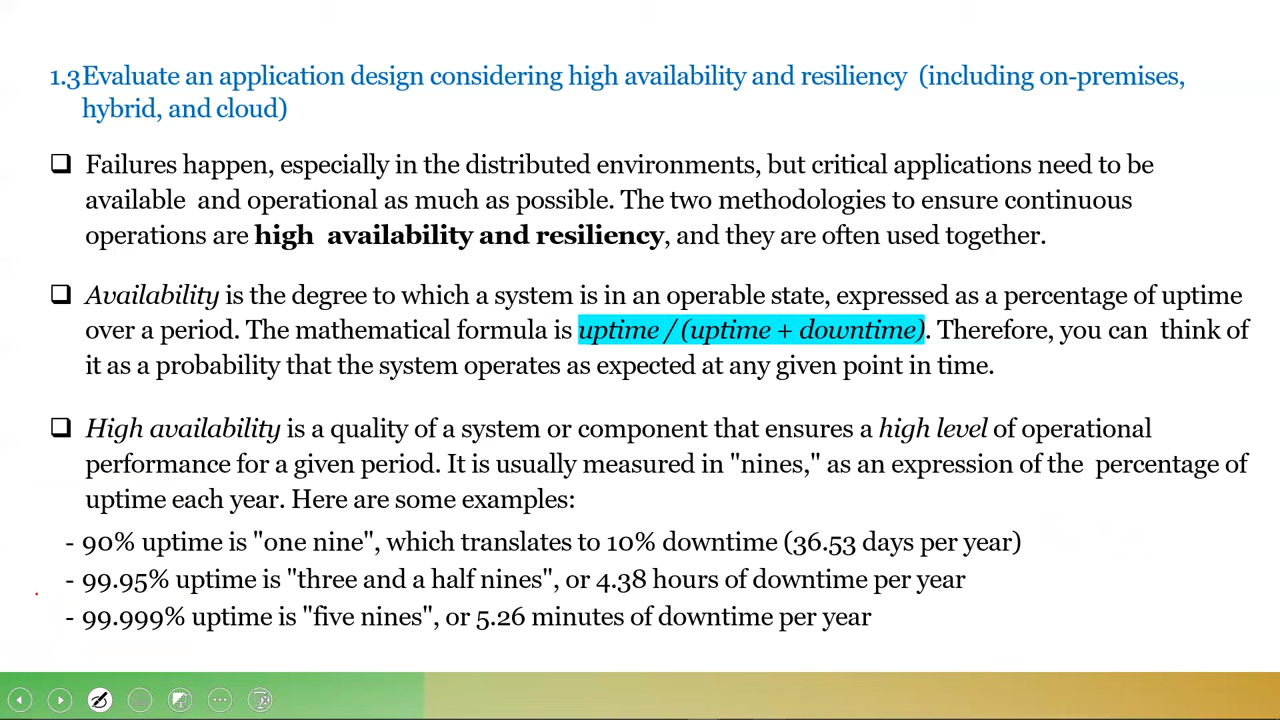 1.3Evaluate an application design considering high availability and resiliency (including on-premises,
hybrid, and cloud)
Failures happen, especially in the distributed environments, but critical applications need to be
available and operational as much as possible. The two methodologies to ensure continuous
operations are high availability and resiliency, and they are often used together.
Availability is the degree to which a system is in an operable state, expressed as a percentage of uptime
over a period. The mathematical formula is uptime / (uptime + downtime). Therefore, you can think of
it as a probability that the system operates as expected at any given point in time.
High availability is a quality of a system or component that ensures a high level of operational
performance for a given period. It is usually measured in "nines," as an expression of the percentage of
uptime each year. Here are some examples:
- 90% uptime is "one nine", which translates to 10% downtime (36.53 days per year)
- 99.95% uptime is "three and a half nines", or 4.38 hours of downtime per year
- 99.999% uptime is "five nines", or 5.26 minutes of downtime per year